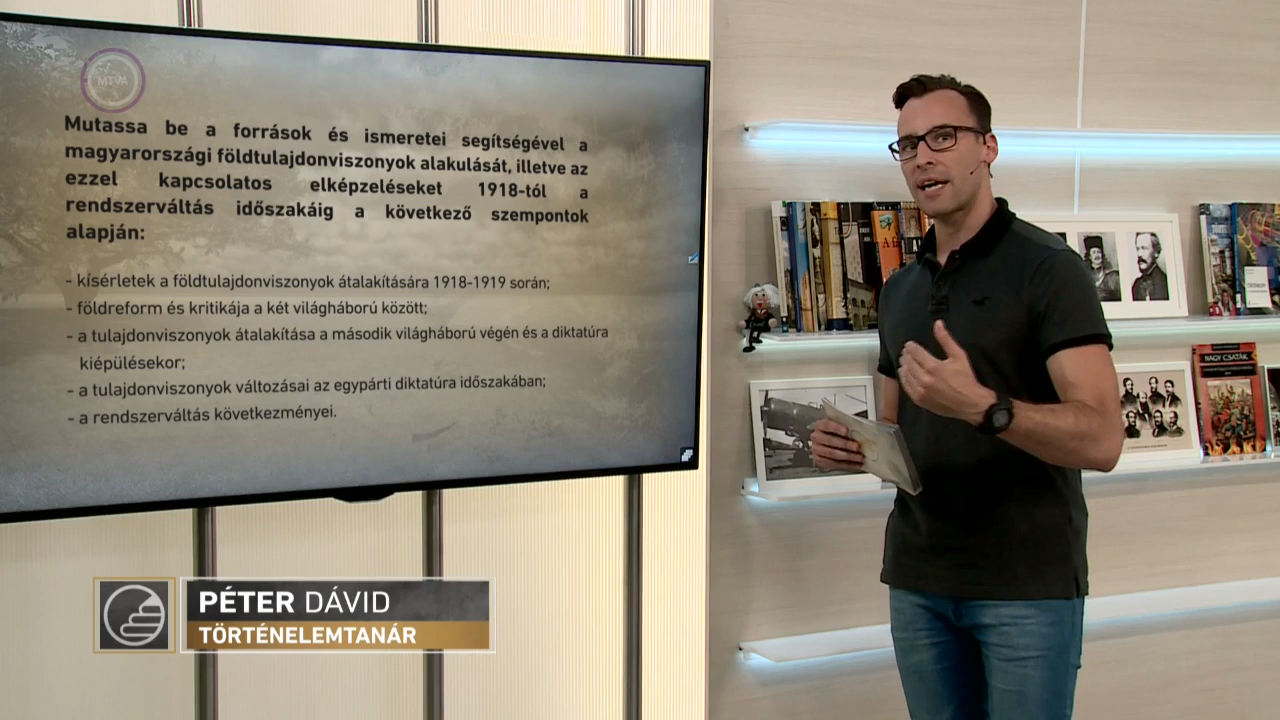 MTVA
Mutassa be a források és ismeretei segítségével a
magyarországi földtulajdonviszonyok alakulását, illetve az
ezzel kapcsolatos elképzeléseket 1918-tól a
rendszerváltás időszakáig a következő szempontok
alapján:
- kísérletek a földtulajdonviszonyok átalakítására 1918-1919 során;
- földreform és kritikája a két világháború között;
- a tulajdonviszonyok átalakítása a második világháború végén és a diktatúra
kiépülésekor;
- a tulajdonviszonyok változásai az egypárti diktatúra időszakában;
- a rendszerváltás következményei.
NAGY CSATÁK
PÉTER DÁVID
TÖRTÉNELEMTANÁR